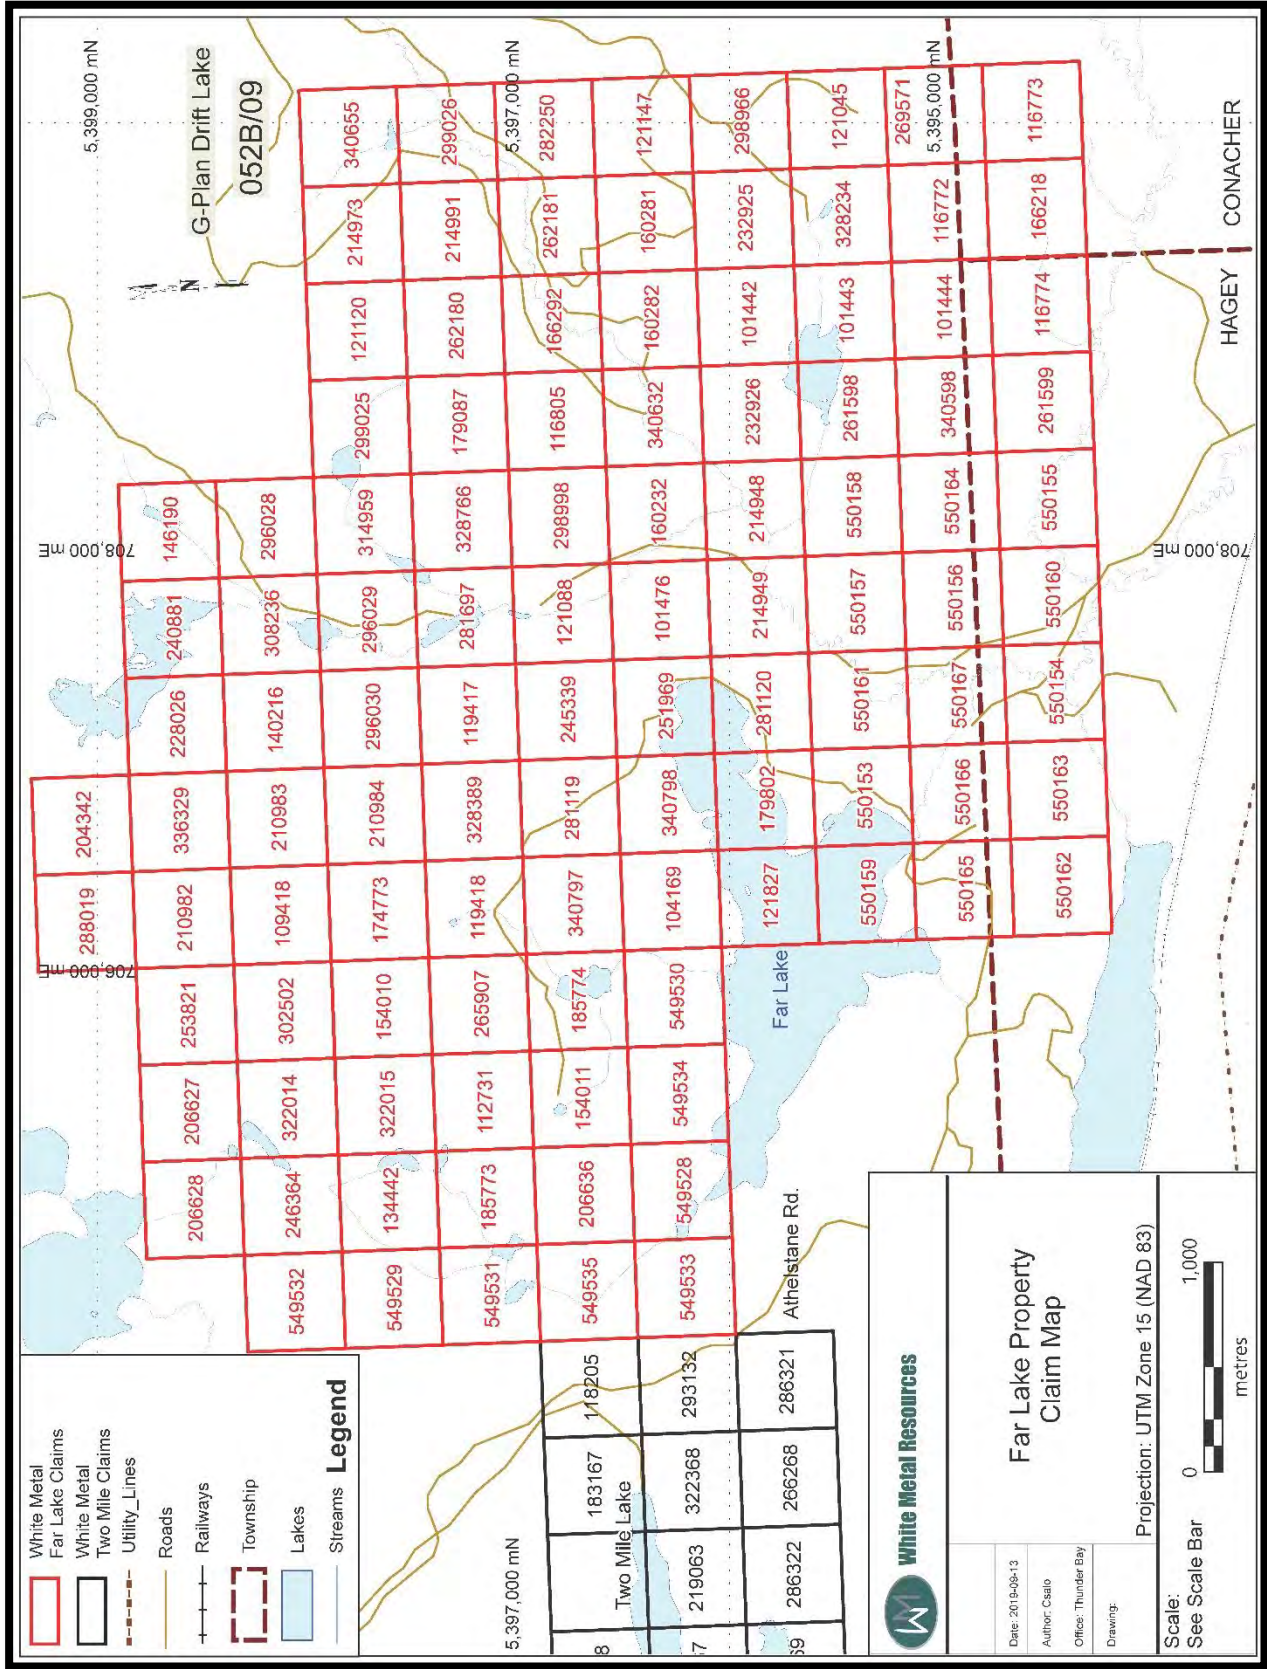 White Metal
Far Lake Claims
White Metal
Two Mile Claims
Utility_Lines
Roads
Railways
Township
Lakes
Streams
Legend
5,399,000 mN
706,000 mE
708,000 mE
G-Plan Drift Lake
052B/09
N
288019 204342
206628 206627 253821 210982 336329 228026 240881 146190
549532 246364 322014 302502 109418 210983 140216 308236 296028
549529 134442 322015 154010 174773 210984 296030 296029 314959 299025 121120 214973 340655
549531 185773 112731 265907 119418 328389 119417 281697 328766 179087 262180 214991 299026
5,397,000 mN
5,397,000 mN
8 183167 118205 549535 206636 154011 185774 340797 281119 245339 121088 298998 116805 166292 262181 282250
Two Mile Lake
7 219063 322368 293132 549533 549528 549534 549530 104169 340798 251969 101476 160232 340632 160282 160281 121147
286322 266268 286321 121827 179802 281120 214949 214948 232926 101442 232925 298966
Athelstane Rd.
Far Lake
550159 550153 550161 550157 550158 261598 101443 328234 121045
550165 550166 550167 550156 550164 340598 101444 116772 269571
5,395,000 mN
550162 550163 550154 550160 550155 261599 116774 166218 116773
708,000 mE
HAGEY
CONACHER
White Metal Resources
Date: 2019-09-13
Author: Csalo
Office: Thunder Bay
Drawing:
Far Lake Property
Claim Map
Projection: UTM Zone 15 (NAD 83)
Scale:
See Scale Bar
0 1,000
metres